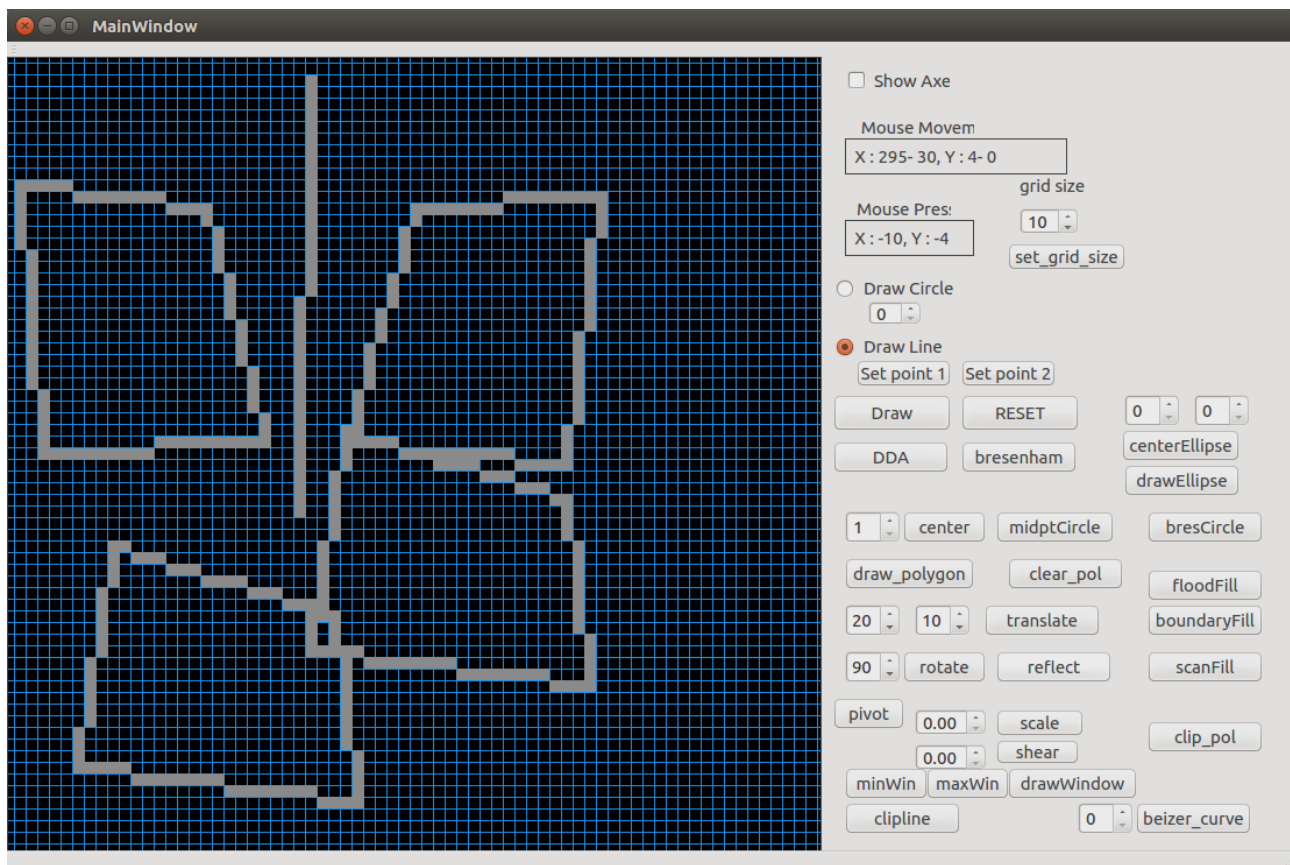 MainWindow
Show Axe
Mouse Movem
X : 295- 30, Y : 4- 0
grid size
Mouse Press
10
X : -10, Y : -4
set_grid_size
Draw Circle
0
Draw Line
Set point 1 Set point 2
Draw RESET 0 0
centerEllipse
DDA bresenham
drawEllipse
1 center midptCircle bresCircle
draw_polygon clear_pol
floodFill
20 10 translate boundaryFill
90 rotate reflect scanFill
pivot
0.00 scale
clip_pol
0.00 shear
minWin maxWin drawWindow
clipline 0 beizer_curve